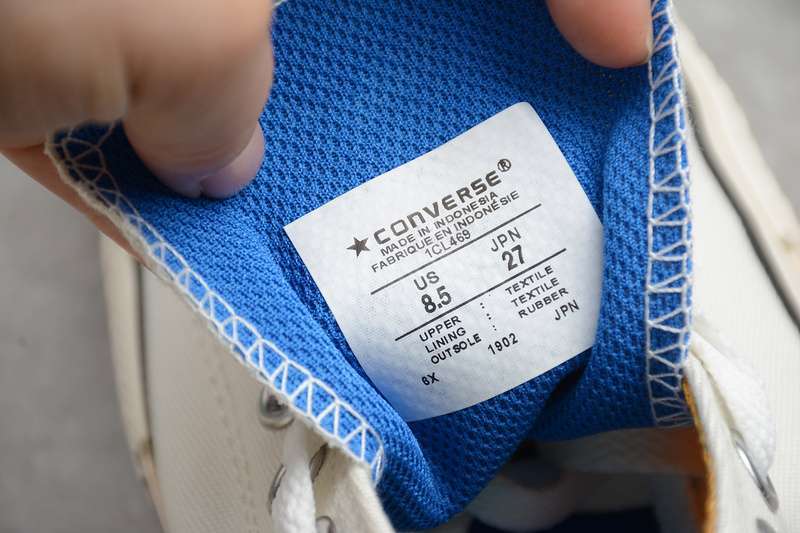 ★CONVERSE®
MADE IN INDONESIA
FABRIQUE EN INDONÉSIE
1CL469
US JPN
8.5 27
UPPER : TEXTILE
LINING : TEXTILE
OUTSOLE : RUBBER
6X 1902 JPN